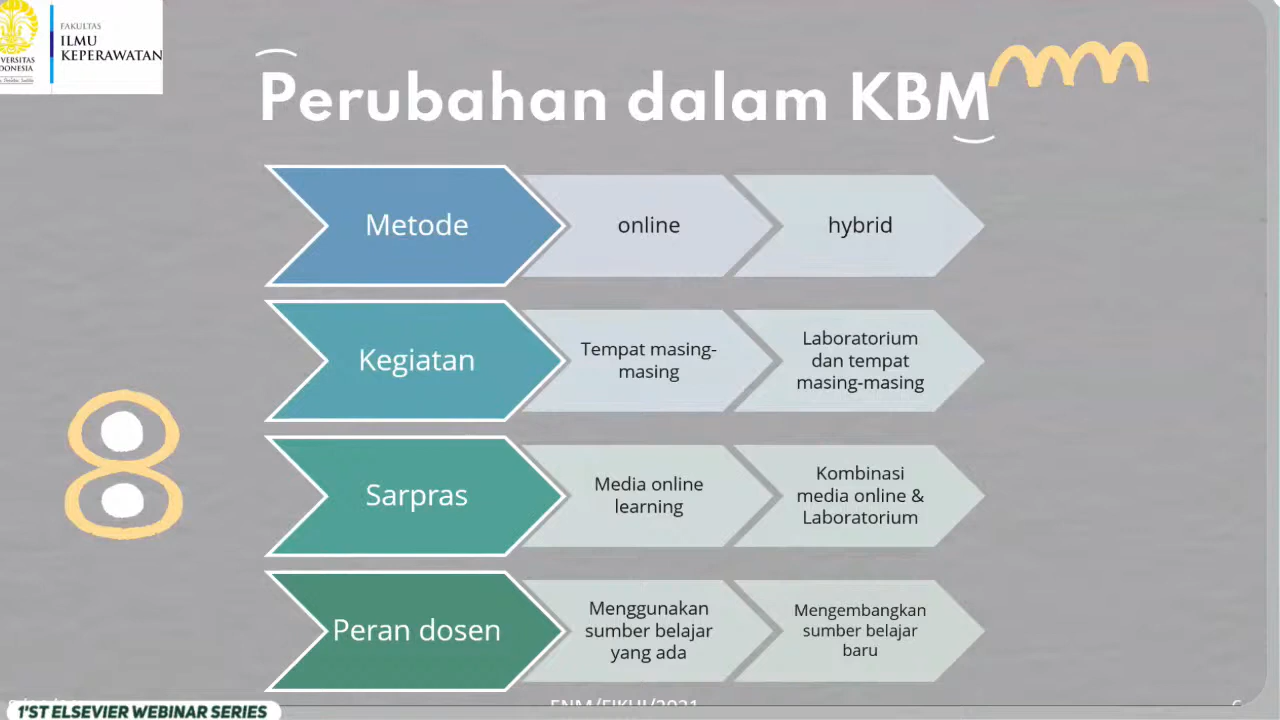 FAKULTAS
ILMU
KEPERAWATAN
Perubahan dalam KBM
Metode
online
hybrid
Kegiatan
Tempat masing-
masing
Laboratorium
dan tempat
masing-masing
Sarpras
Media online
learning
Kombinasi
media online &
Laboratorium
Peran dosen
Menggunakan
sumber belajar
yang ada
Mengembangkan
sumber belajar
baru
1'ST ELSEVIER WEBINAR SERIES